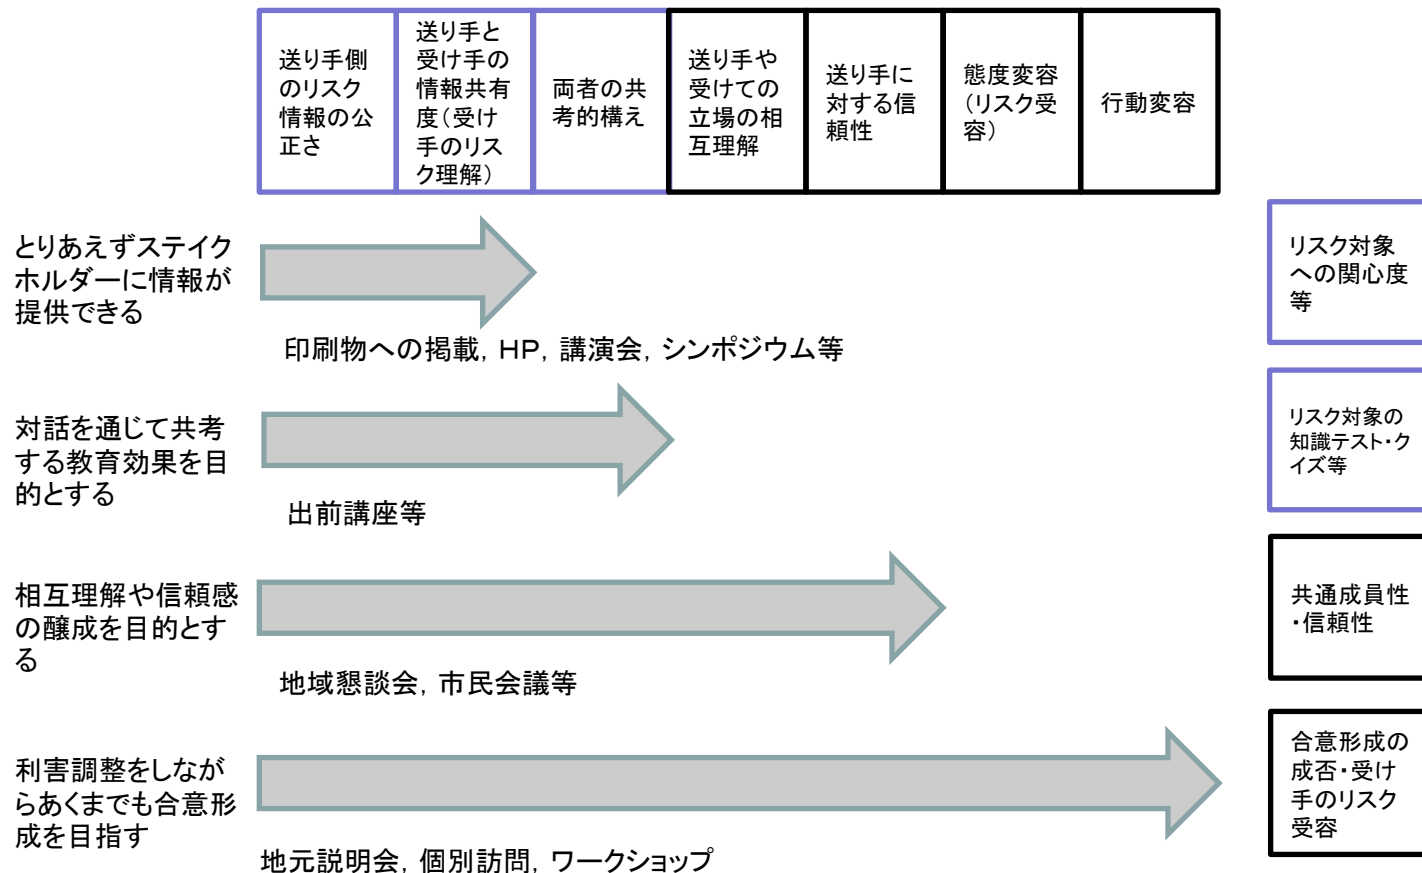 送り手側
のリスク
情報の公
正さ
送り手と
受け手の
情報共有
度(受け
手のリス
ク理解)
両者の共
考的構え
送り手や
受けての
立場の相
互理解
送り手に
対する信
頼性
態度変容
(リスク受
容)
行動変容
とりあえずステイク
ホルダーに情報が
提供できる
印刷物への掲載, HP, 講演会, シンポジウム等
リスク対象
への関心度
等
対話を通じて共考
する教育効果を目
的とする
出前講座等
リスク対象の
知識テスト・ク
イズ等
相互理解や信頼感
の醸成を目的とす
る
地域懇談会, 市民会議等
共通成員性
・信頼性
利害調整をしなが
らあくまでも合意形
成を目指す
地元説明会, 個別訪問, ワークショップ
合意形成の
成否・受け
手のリスク
受容